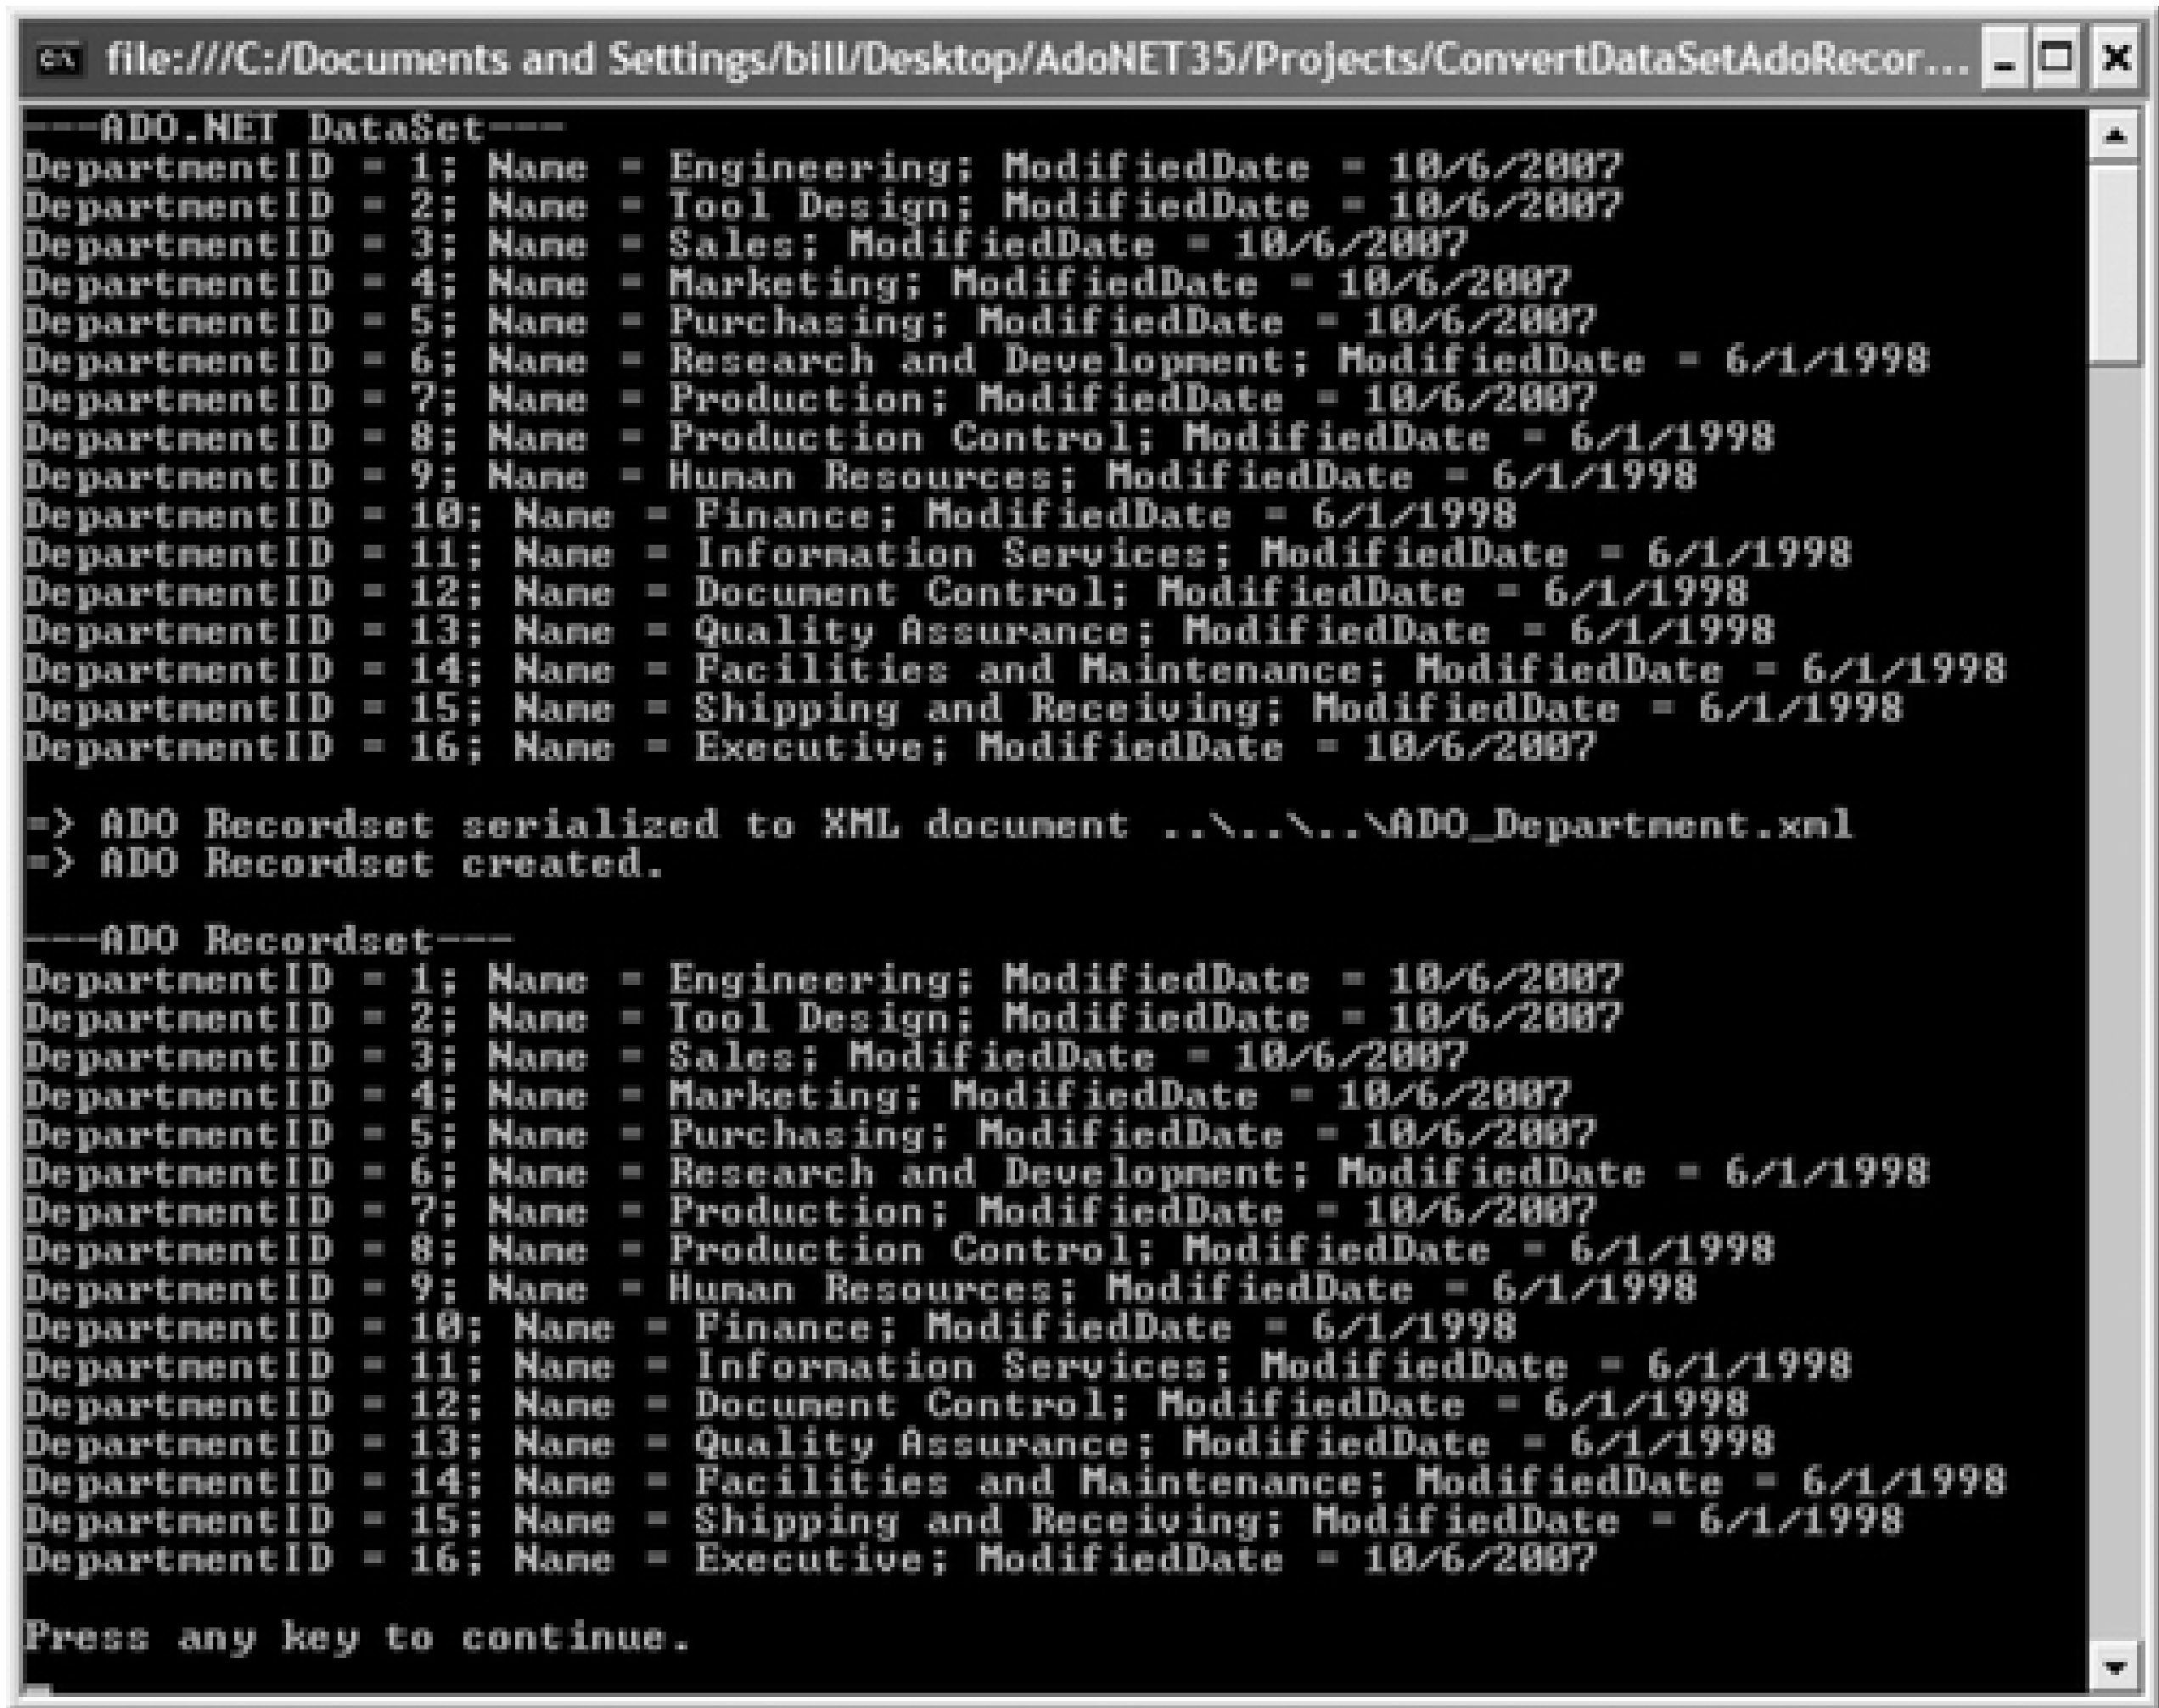 file:///C:/Documents and Settings/bill/Desktop/AdoNET35/Projects/ConvertDataSetAdoRecor...
---ADO.NET DataSet---
DepartmentID = 1; Name = Engineering; ModifiedDate = 10/6/2007
DepartmentID = 2; Name = Tool Design; ModifiedDate = 10/6/2007
DepartmentID = 3; Name = Sales; ModifiedDate = 10/6/2007
DepartmentID = 4; Name = Marketing; ModifiedDate = 10/6/2007
DepartmentID = 5; Name = Purchasing; ModifiedDate = 10/6/2007
DepartmentID = 6; Name = Research and Development; ModifiedDate = 6/1/1998
DepartmentID = 7; Name = Production; ModifiedDate = 10/6/2007
DepartmentID = 8; Name = Production Control; ModifiedDate = 6/1/1998
DepartmentID = 9; Name = Human Resources; ModifiedDate = 6/1/1998
DepartmentID = 10; Name = Finance; ModifiedDate = 6/1/1998
DepartmentID = 11; Name = Information Services; ModifiedDate = 6/1/1998
DepartmentID = 12; Name = Document Control; ModifiedDate = 6/1/1998
DepartmentID = 13; Name = Quality Assurance; ModifiedDate = 6/1/1998
DepartmentID = 14; Name = Facilities and Maintenance; ModifiedDate = 6/1/1998
DepartmentID = 15; Name = Shipping and Receiving; ModifiedDate = 6/1/1998
DepartmentID = 16; Name = Executive; ModifiedDate = 10/6/2007
=> ADO Recordset serialized to XML document ..\..\..\ADO_Department.xml
=> ADO Recordset created.
---ADO Recordset---
DepartmentID = 1; Name = Engineering; ModifiedDate = 10/6/2007
DepartmentID = 2; Name = Tool Design; ModifiedDate = 10/6/2007
DepartmentID = 3; Name = Sales; ModifiedDate = 10/6/2007
DepartmentID = 4; Name = Marketing; ModifiedDate = 10/6/2007
DepartmentID = 5; Name = Purchasing; ModifiedDate = 10/6/2007
DepartmentID = 6; Name = Research and Development; ModifiedDate = 6/1/1998
DepartmentID = 7; Name = Production; ModifiedDate = 10/6/2007
DepartmentID = 8; Name = Production Control; ModifiedDate = 6/1/1998
DepartmentID = 9; Name = Human Resources; ModifiedDate = 6/1/1998
DepartmentID = 10; Name = Finance; ModifiedDate = 6/1/1998
DepartmentID = 11; Name = Information Services; ModifiedDate = 6/1/1998
DepartmentID = 12; Name = Document Control; ModifiedDate = 6/1/1998
DepartmentID = 13; Name = Quality Assurance; ModifiedDate = 6/1/1998
DepartmentID = 14; Name = Facilities and Maintenance; ModifiedDate = 6/1/1998
DepartmentID = 15; Name = Shipping and Receiving; ModifiedDate = 6/1/1998
DepartmentID = 16; Name = Executive; ModifiedDate = 10/6/2007
Press any key to continue.